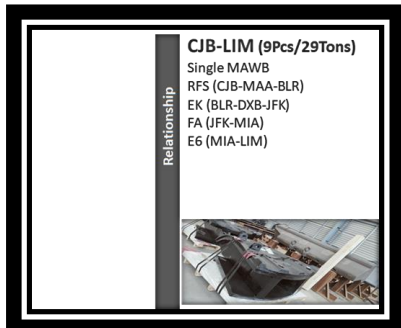 CJB-LIM (9Pcs/29Tons)
Single MAWB
RFS (CJB-MAA-BLR)
EK (BLR-DXB-JFK)
FA (JFK-MIA)
E6 (MIA-LIM)
Relationship